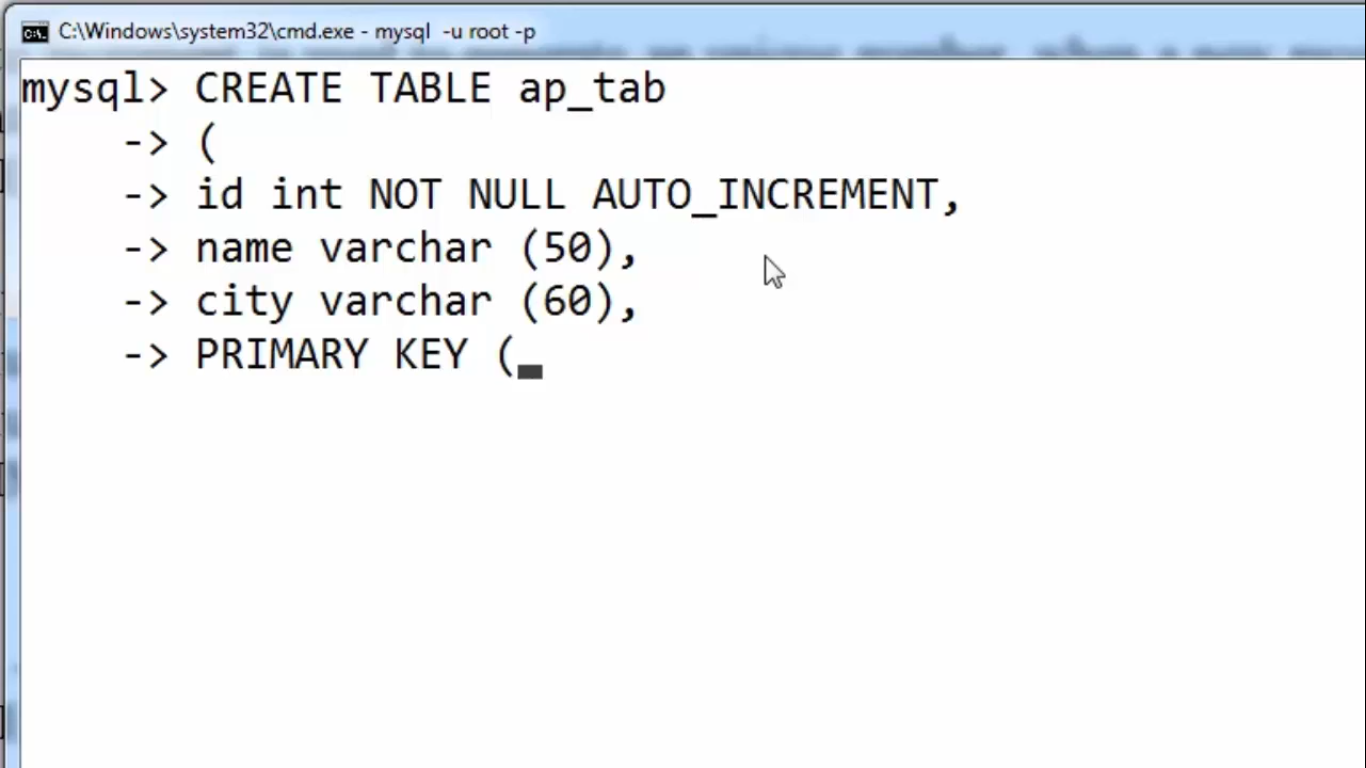 C:\Windows\system32\cmd.exe - mysql -u root -p
mysql> CREATE TABLE ap_tab
-> (
-> id int NOT NULL AUTO_INCREMENT,
-> name varchar (50),
-> city varchar (60),
-> PRIMARY KEY (